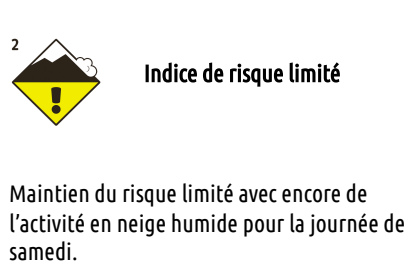 2
Indice de risque limité
Maintien du risque limité avec encore de
l'activité en neige humide pour la journée de
samedi.